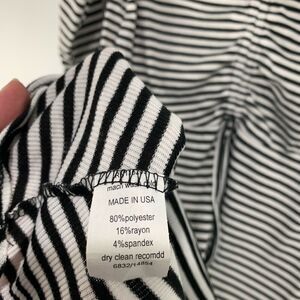 MADE IN USA
80%polyester
16%rayon
4%spandex
dry clean recomdd